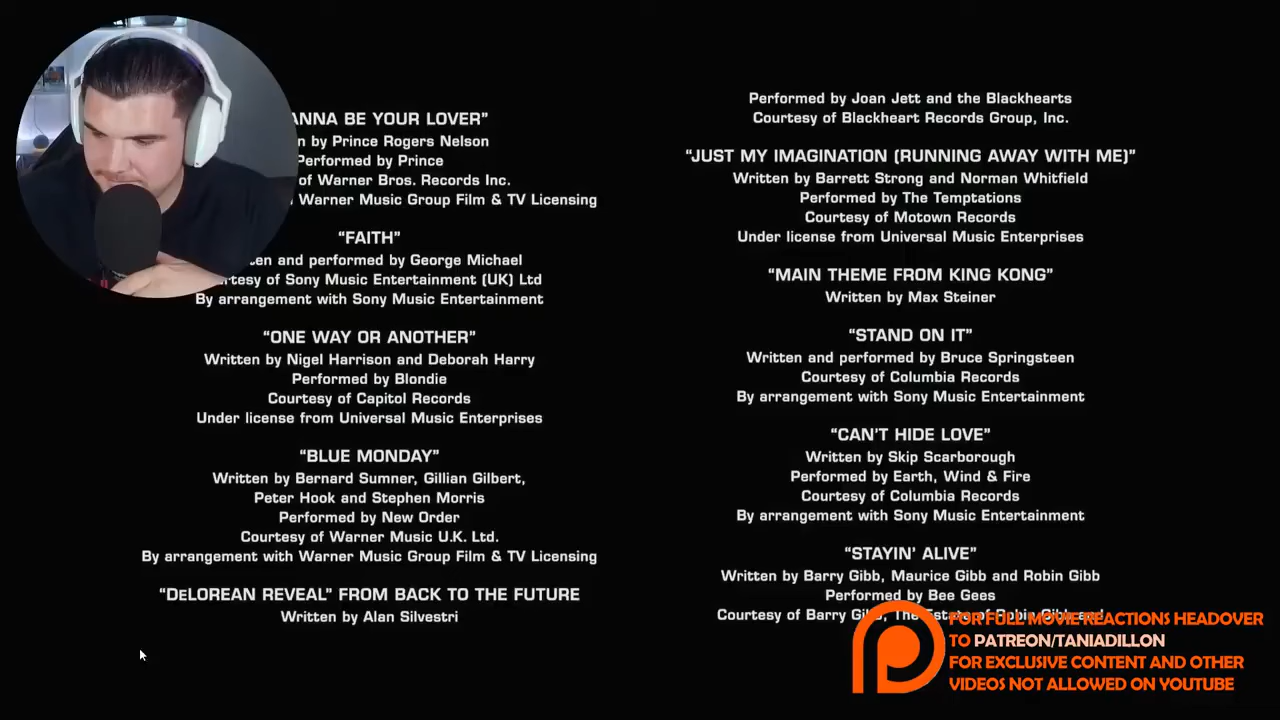 ANNA BE YOUR LOVER”
n by Prince Rogers Nelson
Performed by Prince
of Warner Bros. Records Inc.
Warner Music Group Film & TV Licensing
“FAITH”
ten and performed by George Michael
rtesy of Sony Music Entertainment (UK) Ltd
By arrangement with Sony Music Entertainment
“ONE WAY OR ANOTHER”
Written by Nigel Harrison and Deborah Harry
Performed by Blondie
Courtesy of Capitol Records
Under license from Universal Music Enterprises
“BLUE MONDAY”
Written by Bernard Sumner, Gillian Gilbert,
Peter Hook and Stephen Morris
Performed by New Order
Courtesy of Warner Music U.K. Ltd.
By arrangement with Warner Music Group Film & TV Licensing
“DeLOREAN REVEAL” FROM BACK TO THE FUTURE
Written by Alan Silvestri
Performed by Joan Jett and the Blackhearts
Courtesy of Blackheart Records Group, Inc.
“JUST MY IMAGINATION (RUNNING AWAY WITH ME)”
Written by Barrett Strong and Norman Whitfield
Performed by The Temptations
Courtesy of Motown Records
Under license from Universal Music Enterprises
“MAIN THEME FROM KING KONG”
Written by Max Steiner
“STAND ON IT”
Written and performed by Bruce Springsteen
Courtesy of Columbia Records
By arrangement with Sony Music Entertainment
“CAN’T HIDE LOVE”
Written by Skip Scarborough
Performed by Earth, Wind & Fire
Courtesy of Columbia Records
By arrangement with Sony Music Entertainment
“STAYIN’ ALIVE”
Written by Barry Gibb, Maurice Gibb and Robin Gibb
Performed by Bee Gees
Courtesy of Barry Gibb, The Estate of Robin Gibb and
FOR FULL MOVIE REACTIONS HEADOVER
TO PATREON/TANIADILLON
FOR EXCLUSIVE CONTENT AND OTHER
VIDEOS NOT ALLOWED ON YOUTUBE